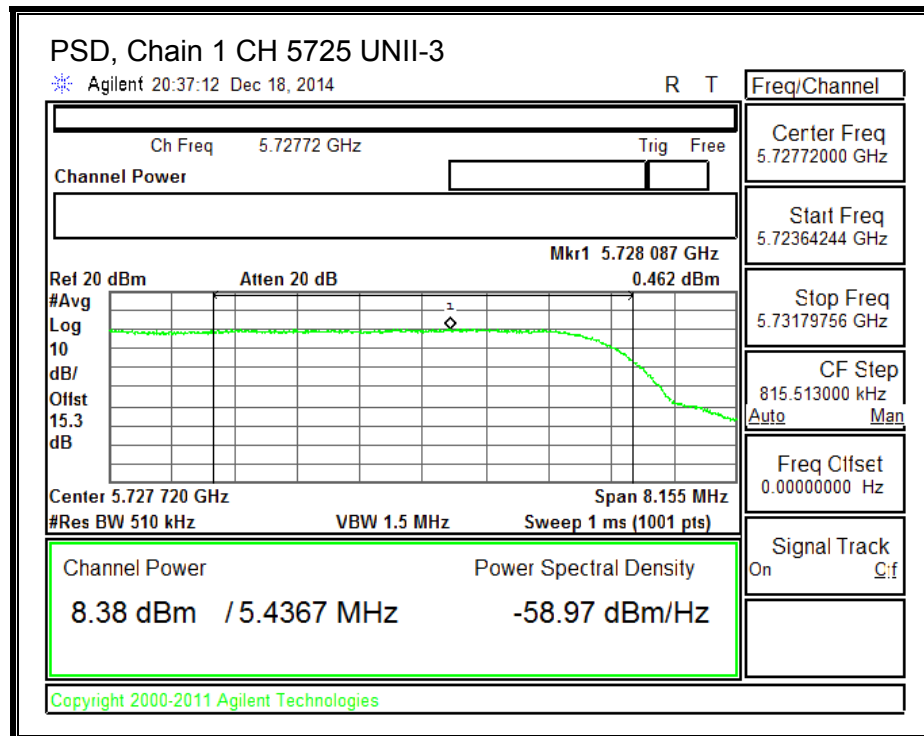 PSD, Chain 1 CH 5725 UNII-3
Agilent 20:37:12 Dec 18, 2014 R T
Freq/Channel
Ch Freq 5.72772 GHz Trig Free
Channel Power
Center Freq
5.72772000 GHz
Start Freq
5.72364244 GHz
Stop Freq
5.73179756 GHz
CF Step
815.513000 kHz
Auto Man
Freq Offset
0.00000000 Hz
Signal Track
On Off
Mkr1 5.728 087 GHz
Ref 20 dBm Atten 20 dB 0.462 dBm
#Avg
Log
10
dB/
Offst
15.3
dB
1
Center 5.727 720 GHz Span 8.155 MHz
#Res BW 510 kHz VBW 1.5 MHz Sweep 1 ms (1001 pts)
Channel Power Power Spectral Density
8.38 dBm / 5.4367 MHz -58.97 dBm/Hz
Copyright 2000-2011 Agilent Technologies